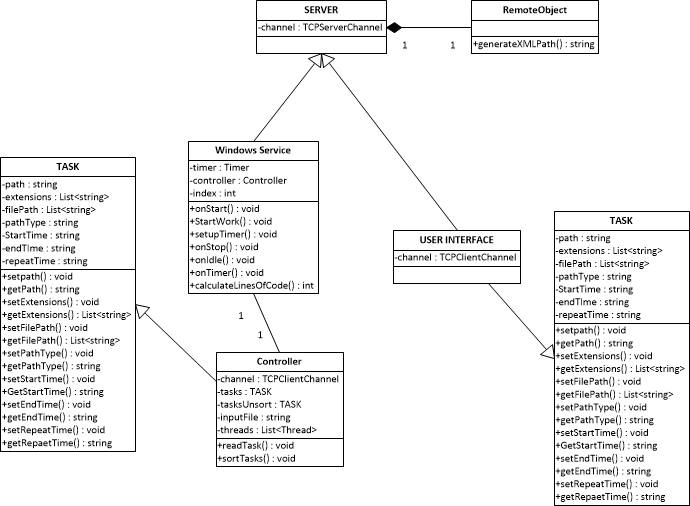 SERVER
-channel : TCPServerChannel
1
1
RemoteObject
+generateXMLPath() : string
Windows Service
-timer : Timer
-controller : Controller
-index : int
+onStart() : void
+StartWork() : void
+setupTimer() : void
+onStop() : void
+onIdle() : void
+onTimer() : void
+calculateLinesOfCode() : int
TASK
-path : string
-extensions : List<string>
-filePath : List<string>
-pathType : string
-StartTime : string
-endTIme : string
-repeatTime : string
+setpath() : void
+getPath() : string
+setExtensions() : void
+getExtensions() : List<string>
+setFilePath() : void
+getFilePath() : List<string>
+setPathType() : void
+getPathType() : string
+setStartTime() : void
+GetStartTime() : string
+setEndTime() : void
+getEndTime() : string
+setRepeatTime() : void
+getRepaetTime() : string
1
1
Controller
-channel : TCPClientChannel
-tasks : TASK
-tasksUnsort : TASK
-inputFile : string
-threads : List<Thread>
+readTask() : void
+sortTasks() : void
USER INTERFACE
-channel : TCPClientChannel
TASK
-path : string
-extensions : List<string>
-filePath : List<string>
-pathType : string
-StartTime : string
-endTIme : string
-repeatTime : string
+setpath() : void
+getPath() : string
+setExtensions() : void
+getExtensions() : List<string>
+setFilePath() : void
+getFilePath() : List<string>
+setPathType() : void
+getPathType() : string
+setStartTime() : void
+GetStartTime() : string
+setEndTime() : void
+getEndTime() : string
+setRepeatTime() : void
+getRepaetTime() : string